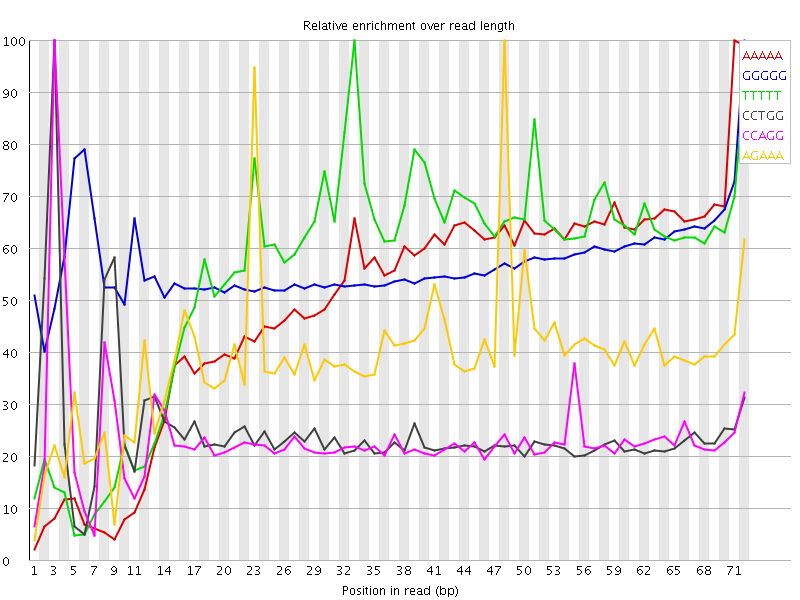 Relative enrichment over read length
100
90
80
70
60
50
40
30
20
10
0
AAAAA
GGGGG
TTTTT
CCTGG
CCAGG
AGAAA
1 3 5 7 9 11 14 17 20 23 26 29 32 35 38 41 44 47 50 53 56 59 62 65 68 71
Position in read (bp)